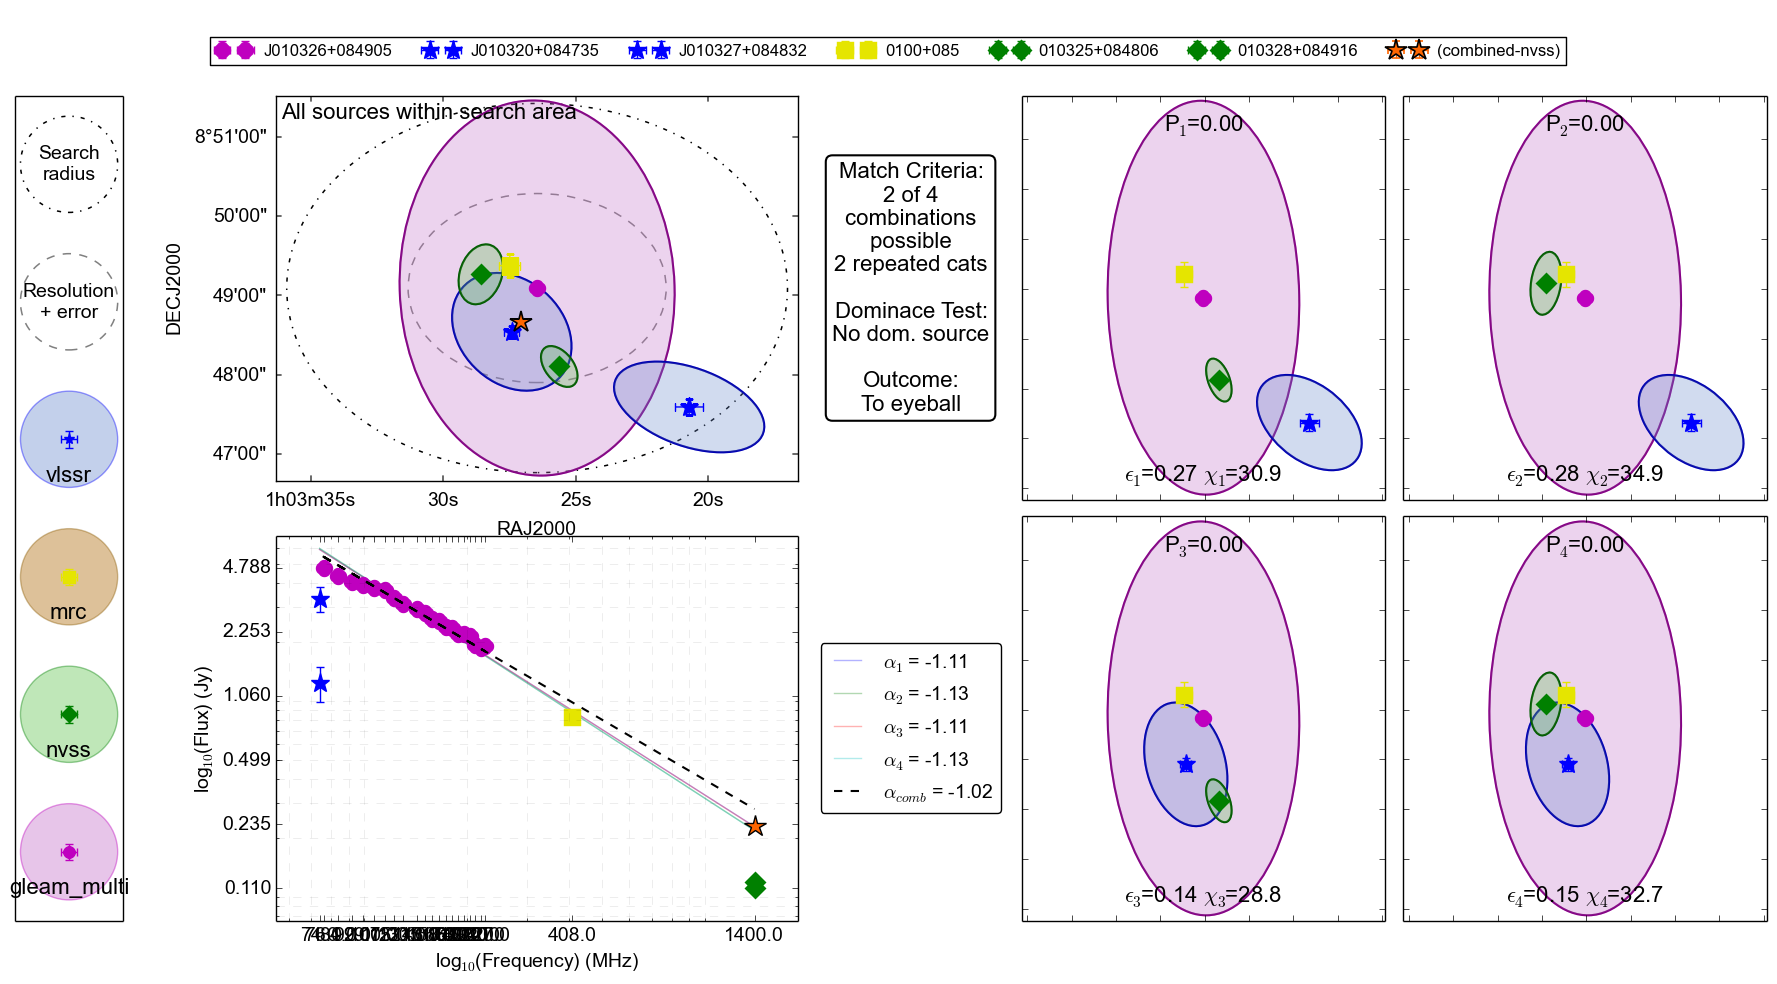 J010326+084905 J010320+084735 J010327+084832 0100+085 010325+084806 010328+084916 (combined-nvss)
Search
radius
Resolution
+ error
vlssr
mrc
nvss
gleam_multi
All sources within search area
8°51'00"
50'00"
49'00"
48'00"
47'00"
DECJ2000
1h03m35s 30s 25s 20s
RAJ2000
Match Criteria:
2 of 4
combinations
possible
2 repeated cats
Dominace Test:
No dom. source
Outcome:
To eyeball
P1=0.00
ϵ1=0.27 χ1=30.9
P2=0.00
ϵ2=0.28 χ2=34.9
4.788
2.253
1.060
0.499
0.235
0.110
log10(Flux) (Jy)
408.0 1400.0
log10(Frequency) (MHz)
α1 = -1.11
α2 = -1.13
α3 = -1.11
α4 = -1.13
αcomb = -1.02
P3=0.00
ϵ3=0.14 χ3=28.8
P4=0.00
ϵ4=0.15 χ4=32.7